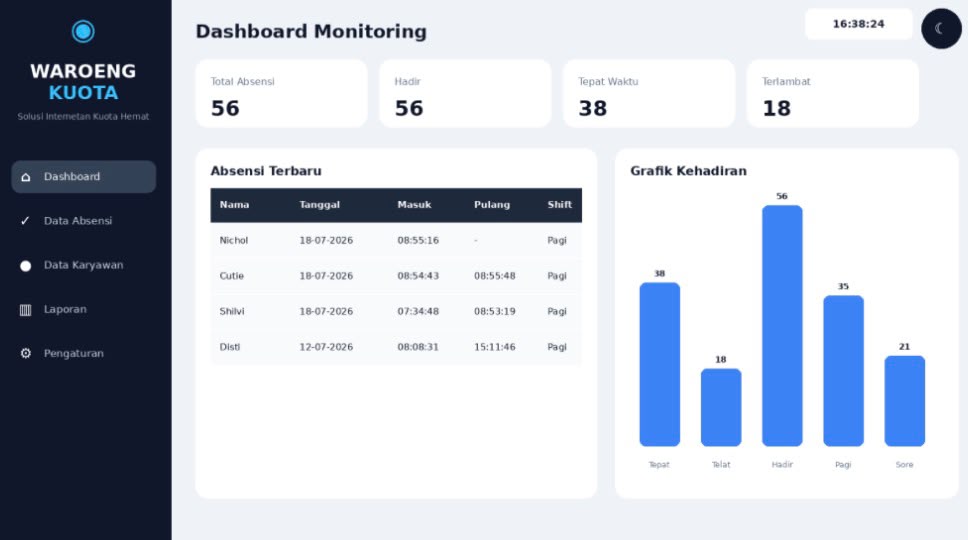 WAROENG
KUOTA
Solusi Internetan Kuota Hemat
Dashboard
Data Absensi
Data Karyawan
Laporan
Pengaturan
Dashboard Monitoring
16:38:24
Total Absensi
56
Hadir
56
Tepat Waktu
38
Terlambat
18
Absensi Terbaru
Nama Tanggal Masuk Pulang Shift
Nichol 18-07-2026 08:55:16 - Pagi
Cutie 18-07-2026 08:54:43 08:55:48 Pagi
Shilvi 18-07-2026 07:34:48 08:53:19 Pagi
Disti 12-07-2026 08:08:31 15:11:46 Pagi
Grafik Kehadiran
38 18 56 35 21
Tepat Telat Hadir Pagi Sore